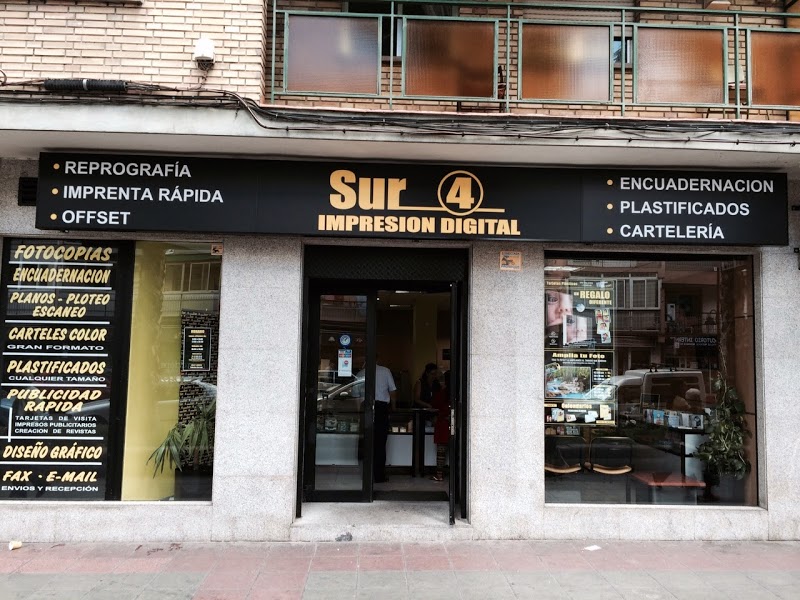 • REPROGRAFÍA
• IMPRENTA RÁPIDA
• OFFSET
Sur 4
IMPRESION DIGITAL
• ENCUADERNACION
• PLASTIFICADOS
• CARTELERÍA
FOTOCOPIAS
ENCUADERNACION
PLANOS - PLOTEO
ESCANEO
CARTELES COLOR
GRAN FORMATO
PLASTIFICADOS
CUALQUIER TAMAÑO
PUBLICIDAD
RAPIDA
TARJETAS DE VISITA
IMPRESOS PUBLICITARIOS
CREACION DE REVISTAS
DISEÑO GRÁFICO
FAX - E-MAIL
ENVIOS Y RECEPCIÓN
UN REGALO
DIFERENTE
Amplia tu Foto